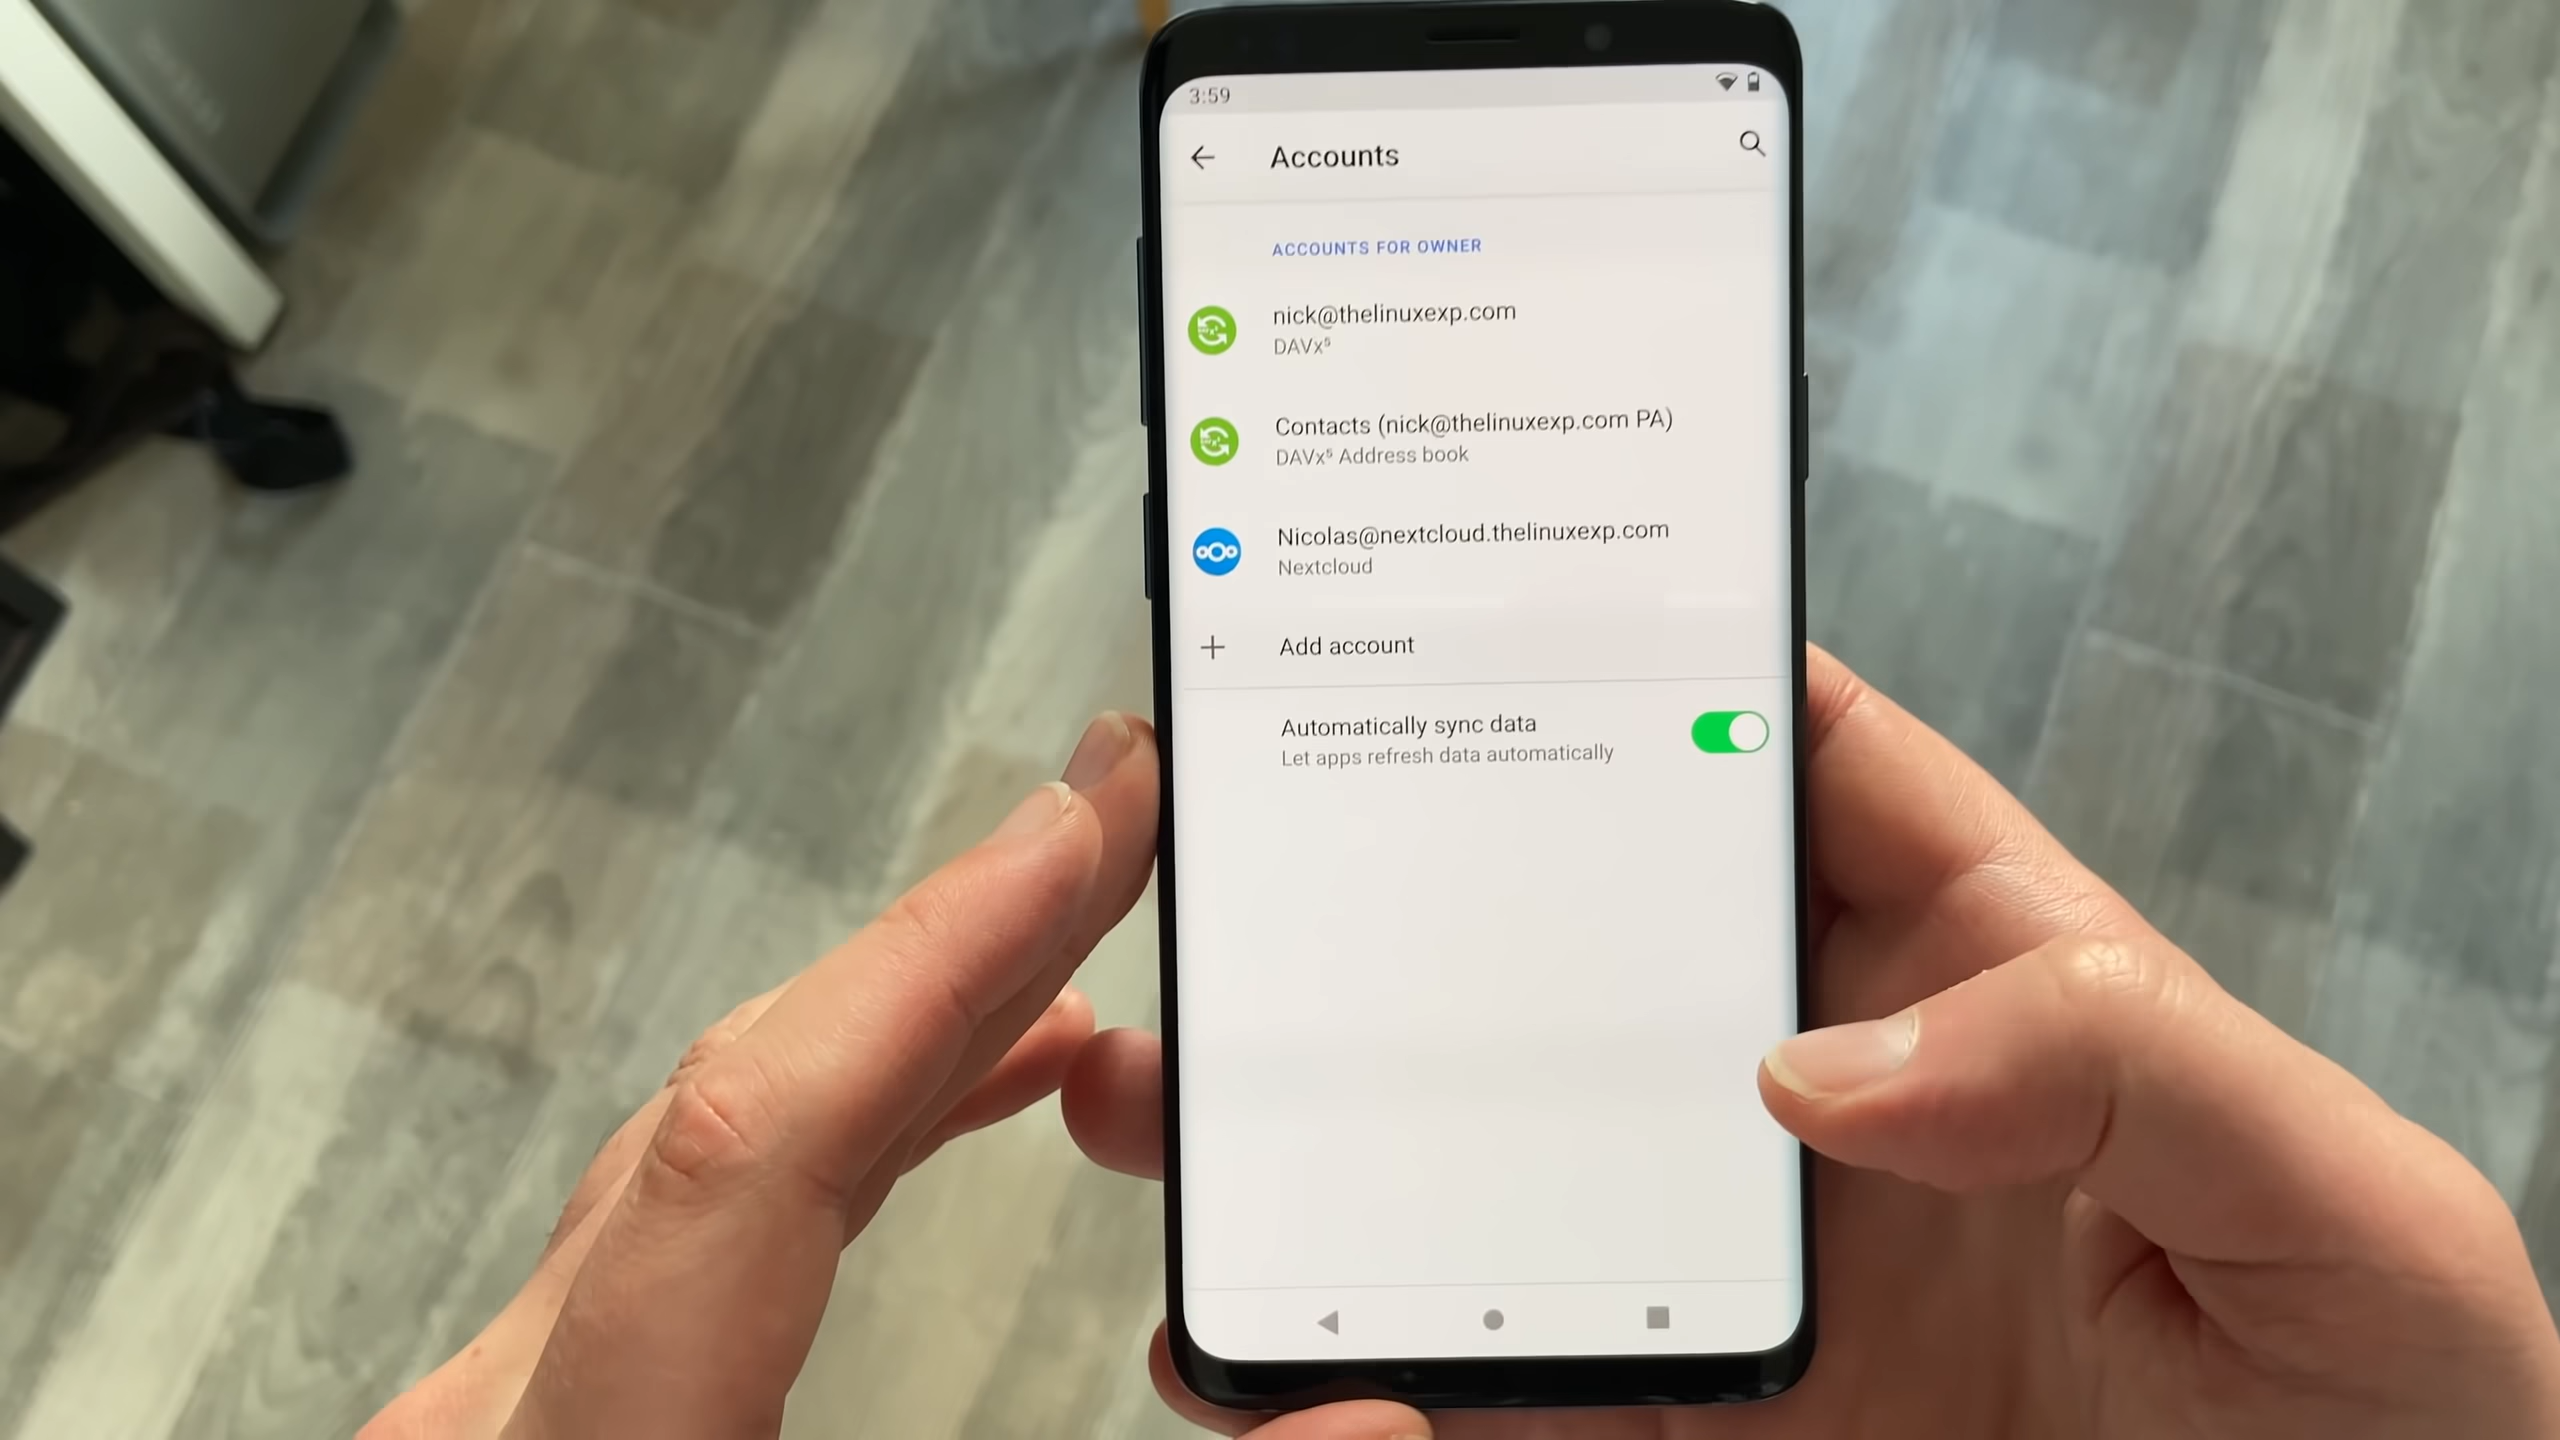 3:59
Accounts
ACCOUNTS FOR OWNER
nick@thelinuxexp.com
DAVx⁵
Contacts (nick@thelinuxexp.com PA)
DAVx⁵ Address book
Nicolas@nextcloud.thelinuxexp.com
Nextcloud
Add account
Automatically sync data
Let apps refresh data automatically